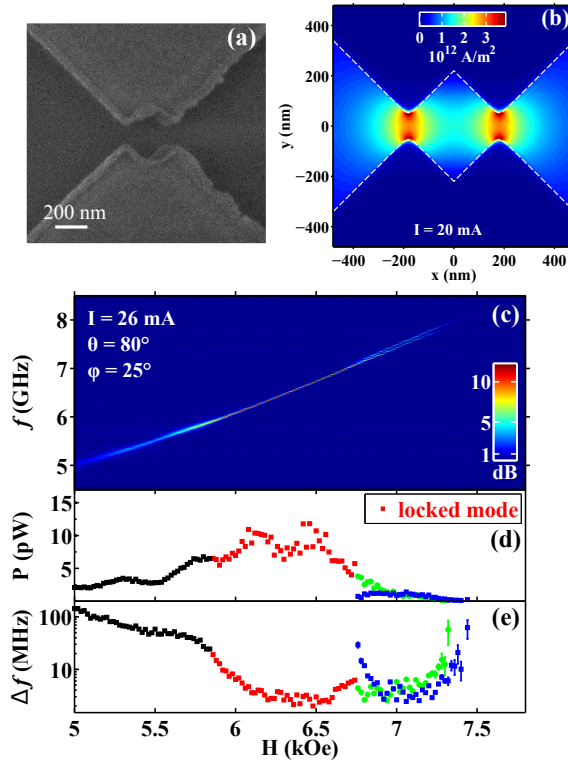 (a)
200 nm
(b)
0 1 2 3
10¹² A/m²
I = 20 mA
y (nm)
400
200
0
−200
−400
−400 −200 0 200 400
x (nm)
(c)
I = 26 mA
θ = 80°
φ = 25°
f (GHz)
8
7
6
5
10
5
1
dB
(d)
locked mode
P (pW)
15
10
5
(e)
Δf (MHz)
100
10
5 5.5 6 6.5 7 7.5
H (kOe)